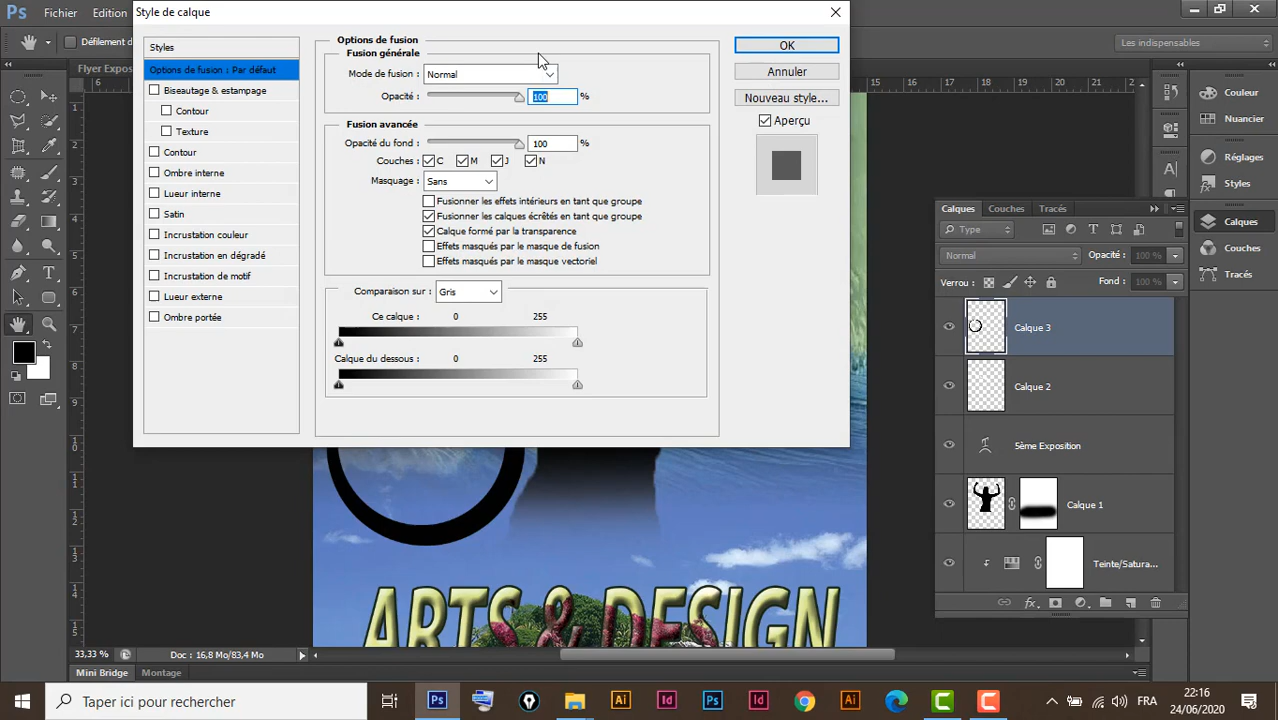 Ps Fichier Edition
Style de calque
Défilement d
Les indispensables
Flyer Expos
Styles
Options de fusion : Par défaut
Biseautage & estampage
Contour
Texture
Contour
Ombre interne
Lueur interne
Satin
Incrustation couleur
Incrustation en dégradé
Incrustation de motif
Lueur externe
Ombre portée
Options de fusion
Fusion générale
Mode de fusion : Normal
Opacité : 100 %
Fusion avancée
Opacité du fond : 100 %
Couches : C M J N
Masquage : Sans
Fusionner les effets intérieurs en tant que groupe
Fusionner les calques écrêtés en tant que groupe
Calque formé par la transparence
Effets masqués par le masque de fusion
Effets masqués par le masque vectoriel
Comparaison sur : Gris
Ce calque : 0 255
Calque du dessous : 0 255
OK
Annuler
Nouveau style...
Aperçu
6
15 16 17 18
Couleur
Nuancier
Réglages
Styles
Calques
Couches
Tracés
Calques Couches Tracés
Type
Normal Opacité : 100 %
Verrou : Fond : 100 %
Calque 3
Calque 2
5ème Exposition
Calque 1
Teinte/Satura...
ARTS & DESIGN
33,33 % Doc : 16,8 Mo/83,4 Mo
Mini Bridge Montage
Taper ici pour rechercher
FRA
22:16
24/06/2020